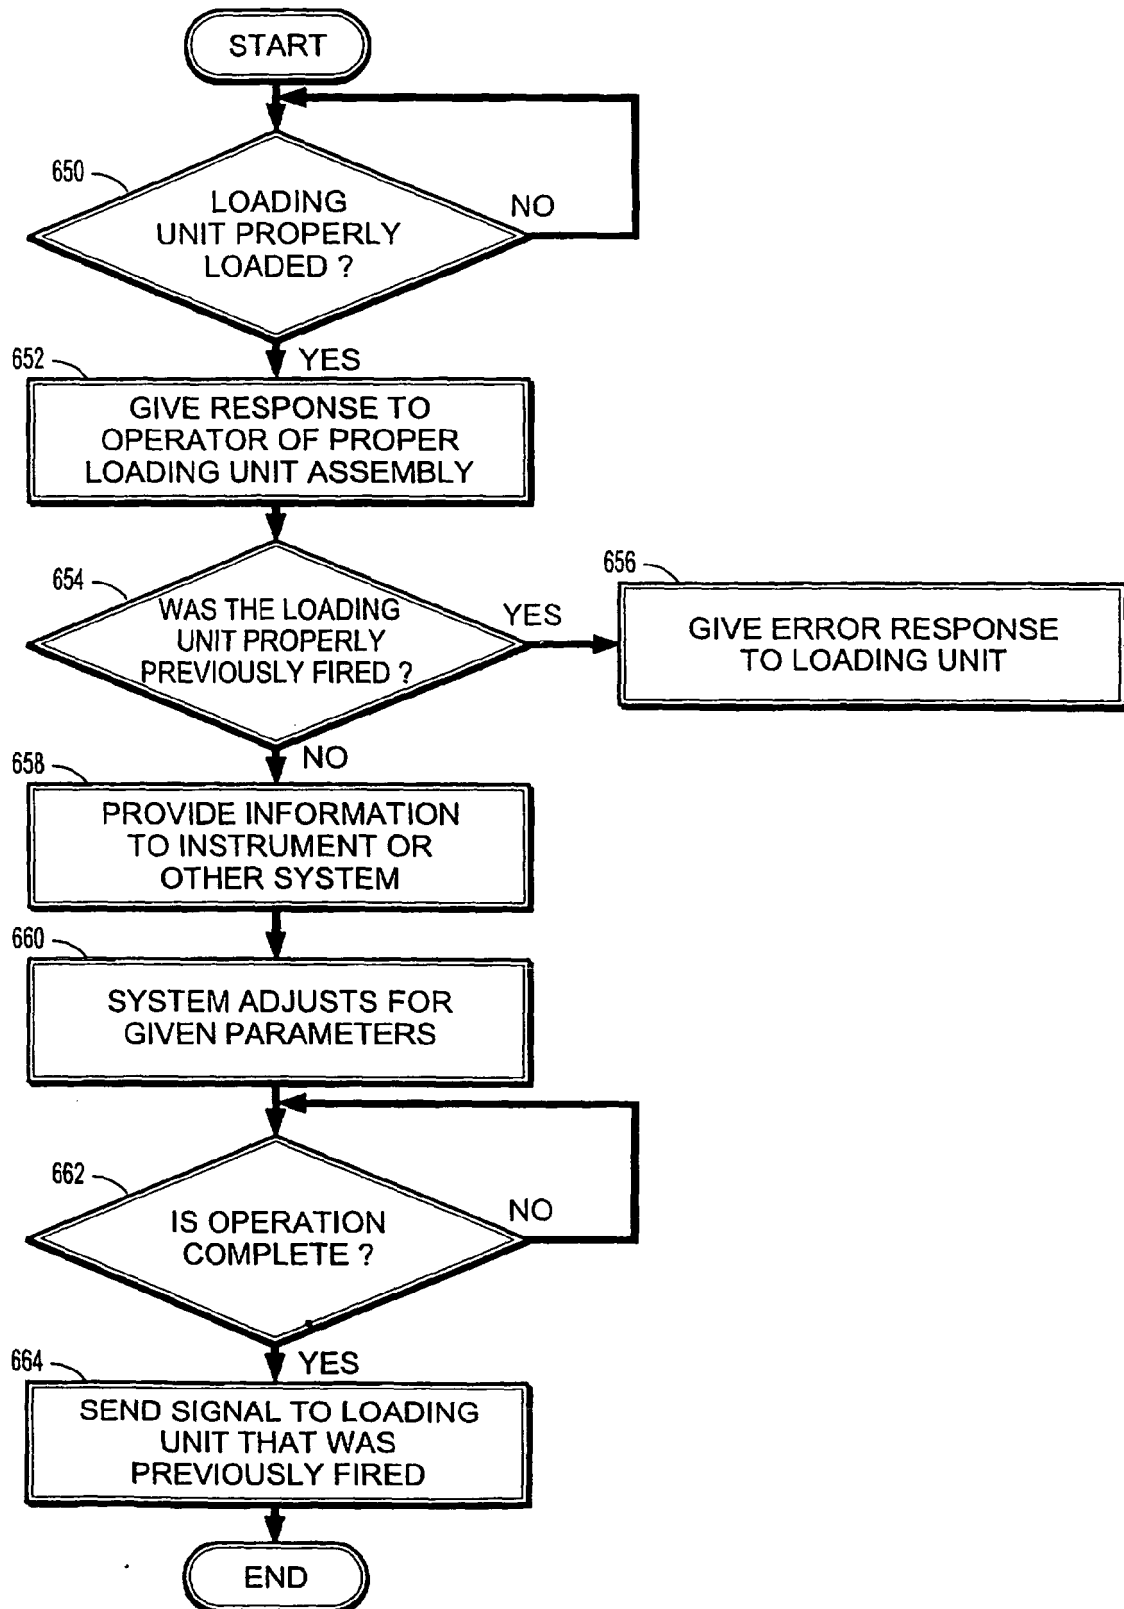 START
650
LOADING
UNIT PROPERLY
LOADED ?
NO
YES
652
GIVE RESPONSE TO
OPERATOR OF PROPER
LOADING UNIT ASSEMBLY
654
WAS THE LOADING
UNIT PROPERLY
PREVIOUSLY FIRED ?
YES
656
GIVE ERROR RESPONSE
TO LOADING UNIT
NO
658
PROVIDE INFORMATION
TO INSTRUMENT OR
OTHER SYSTEM
660
SYSTEM ADJUSTS FOR
GIVEN PARAMETERS
662
IS OPERATION
COMPLETE ?
NO
YES
664
SEND SIGNAL TO LOADING
UNIT THAT WAS
PREVIOUSLY FIRED
END